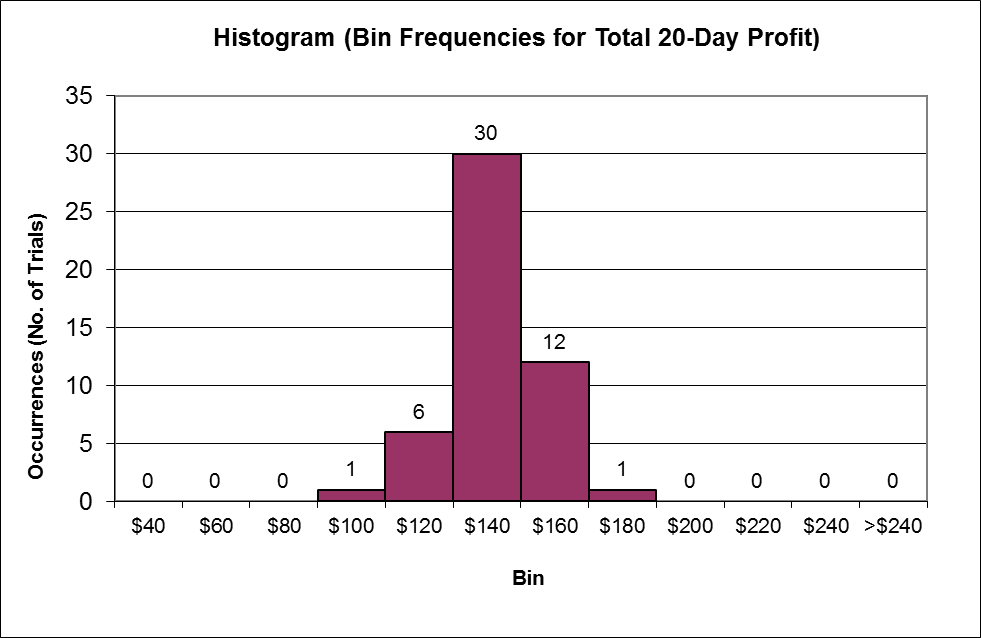 Histogram (Bin Frequencies for Total 20-Day Profit)
35
30
25
20
15
10
5
0
Occurrences (No. of Trials)
0 0 0 1 6 30 12 1 0 0 0 0
$40 $60 $80 $100 $120 $140 $160 $180 $200 $220 $240 >$240
Bin